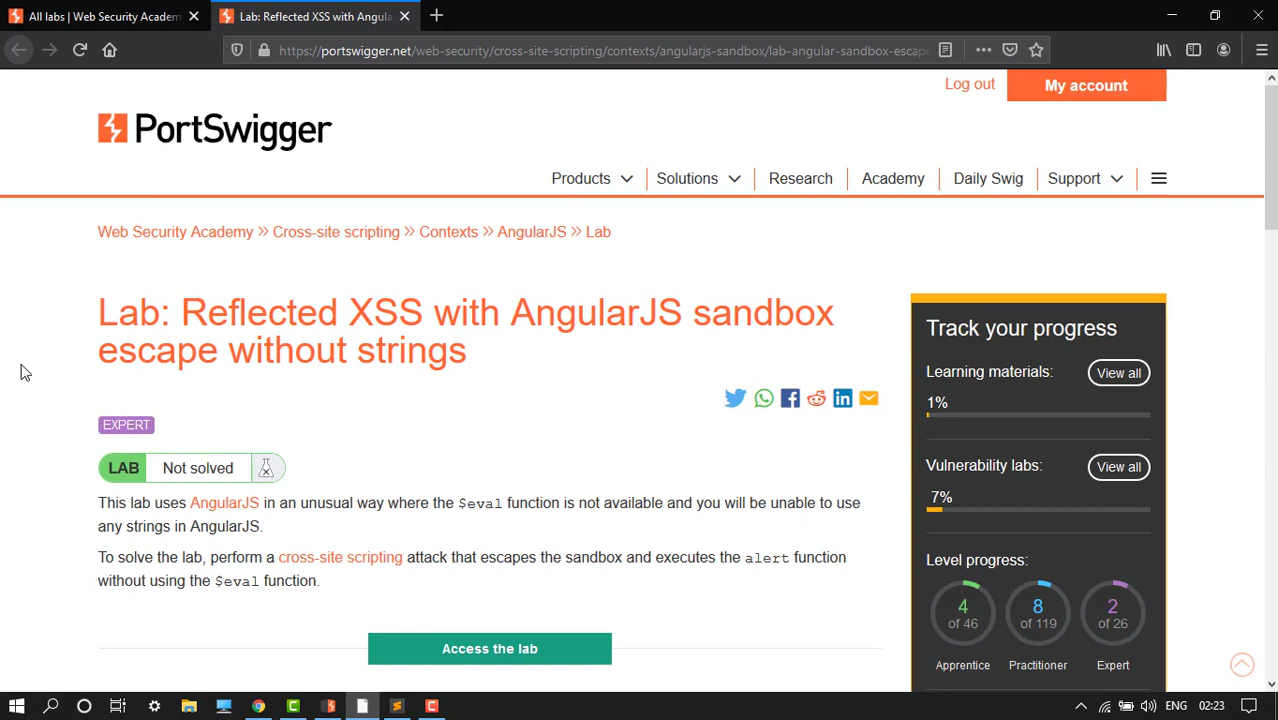 All labs | Web Security Academ
Lab: Reflected XSS with Angula
https://portswigger.net/web-security/cross-site-scripting/contexts/angularjs-sandbox/lab-angular-sandbox-escape
Log out
My account
PortSwigger
Products
Solutions
Research
Academy
Daily Swig
Support
Web Security Academy » Cross-site scripting » Contexts » AngularJS » Lab
Lab: Reflected XSS with AngularJS sandbox
escape without strings
EXPERT
LAB Not solved
This lab uses AngularJS in an unusual way where the $eval function is not available and you will be unable to use
any strings in AngularJS.
To solve the lab, perform a cross-site scripting attack that escapes the sandbox and executes the alert function
without using the $eval function.
Access the lab
Track your progress
Learning materials:
View all
1%
Vulnerability labs:
View all
7%
Level progress:
4
of 46
8
of 119
2
of 26
Apprentice
Practitioner
Expert
ENG
02:23